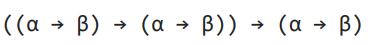 ((α → β) → (α → β)) → (α → β)